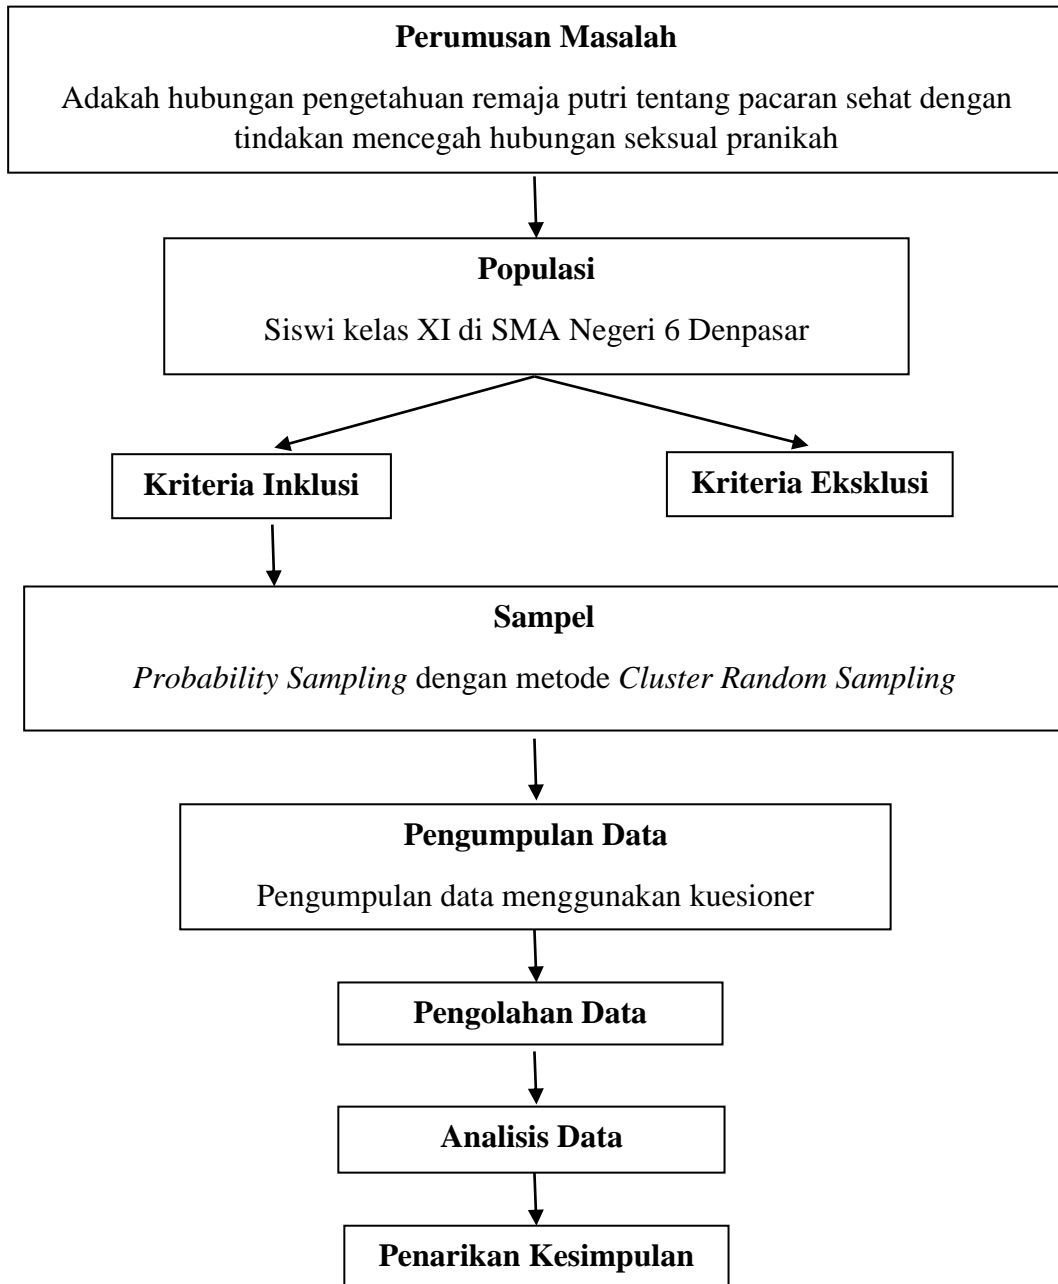 Perumusan Masalah
Adakah hubungan pengetahuan remaja putri tentang pacaran sehat dengan
tindakan mencegah hubungan seksual pranikah
Populasi
Siswi kelas XI di SMA Negeri 6 Denpasar
Kriteria Inklusi
Kriteria Eksklusi
Sampel
Probability Sampling dengan metode Cluster Random Sampling
Pengumpulan Data
Pengumpulan data menggunakan kuesioner
Pengolahan Data
Analisis Data
Penarikan Kesimpulan